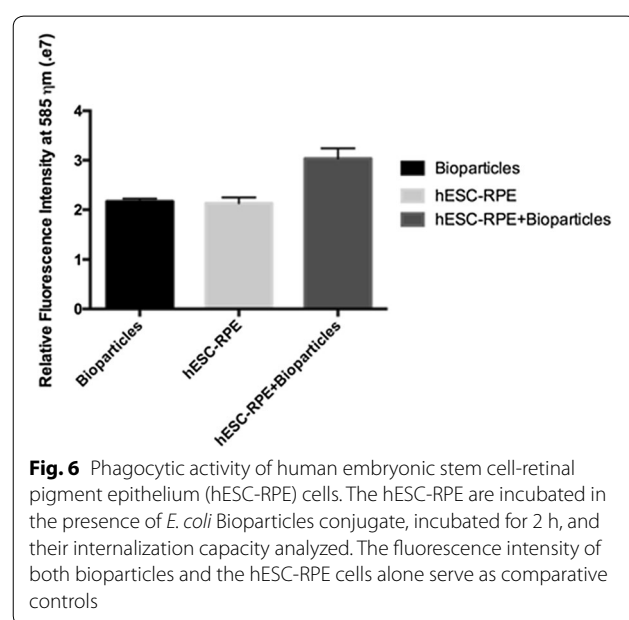 Relative Fluorescence Intensity at 585 ηm (.e7)
4
3
2
1
0
Bioparticles
hESC-RPE
hESC-RPE+Bioparticles
Bioparticles
hESC-RPE
hESC-RPE+Bioparticles
Fig. 6 Phagocytic activity of human embryonic stem cell-retinal
pigment epithelium (hESC-RPE) cells. The hESC-RPE are incubated in
the presence of E. coli Bioparticles conjugate, incubated for 2 h, and
their internalization capacity analyzed. The fluorescence intensity of
both bioparticles and the hESC-RPE cells alone serve as comparative
controls